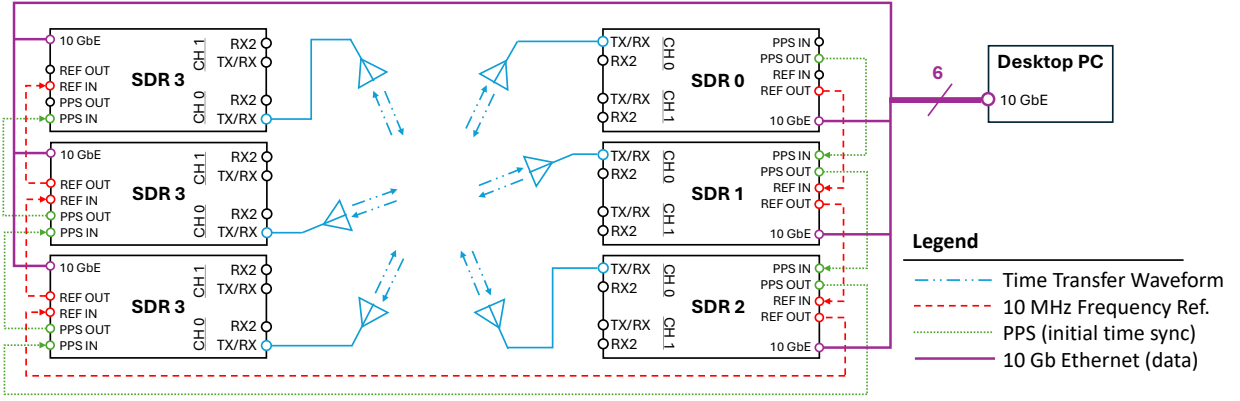 10 GbE
REF OUT
REF IN
PPS OUT
PPS IN
SDR 3
CH 1
CH 0
RX2
TX/RX
RX2
TX/RX
10 GbE
REF OUT
REF IN
PPS OUT
PPS IN
SDR 3
CH 1
CH 0
RX2
TX/RX
RX2
TX/RX
10 GbE
REF OUT
REF IN
PPS OUT
PPS IN
SDR 3
CH 1
CH 0
RX2
TX/RX
RX2
TX/RX
TX/RX
RX2
TX/RX
RX2
CH 0
CH 1
SDR 0
PPS IN
PPS OUT
REF IN
REF OUT
10 GbE
TX/RX
RX2
TX/RX
RX2
CH 0
CH 1
SDR 1
PPS IN
PPS OUT
REF IN
REF OUT
10 GbE
TX/RX
RX2
TX/RX
RX2
CH 0
CH 1
SDR 2
PPS IN
PPS OUT
REF IN
REF OUT
10 GbE
6
Desktop PC
10 GbE
Legend
Time Transfer Waveform
10 MHz Frequency Ref.
PPS (initial time sync)
10 Gb Ethernet (data)